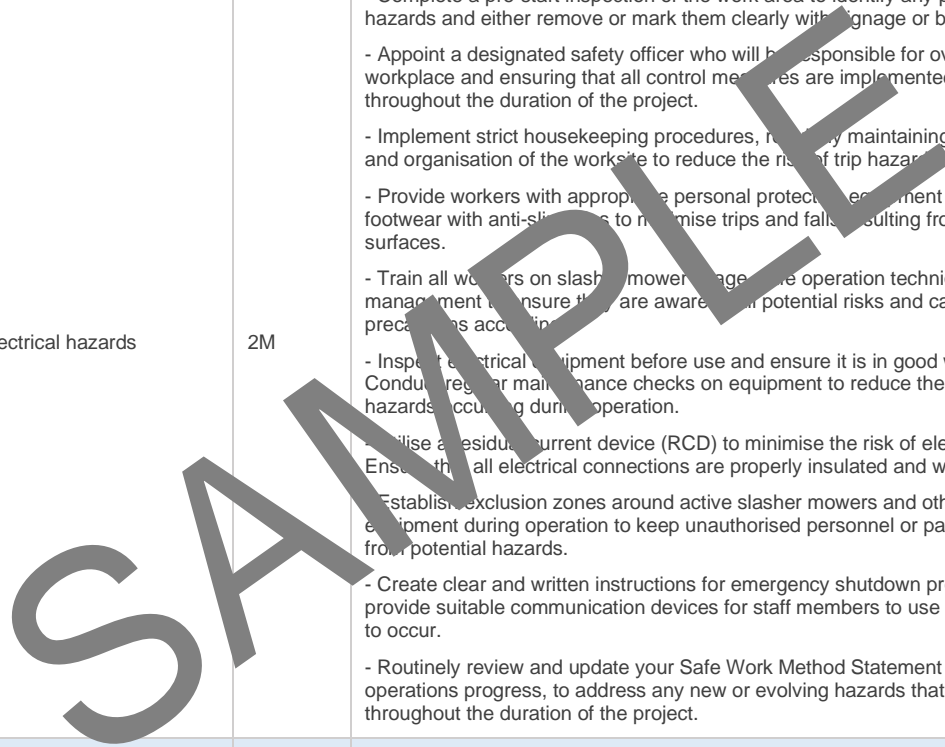 hazards and either remove or mark them clearly with signage or b
- Appoint a designated safety officer who will be responsible for ov
workplace and ensuring that all control measures are implemented
throughout the duration of the project.
- Implement strict housekeeping procedures, maintaining
and organisation of the worksite to reduce the risk of trip hazar
- Provide workers with appropriate personal protective equipment
footwear with anti-slip to minimise trips and falls resulting fro
surfaces.
- Train all workers on slasher mower usage, operation techni
management to ensure they are aware potential risks and ca
precautions
ectrical hazards
2M
- Inspect electrical equipment before use and ensure it is in good w
Conduct regular maintenance checks on equipment to reduce the
hazards occurring during operation.
- Utilise a residual current device (RCD) to minimise the risk of ele
Ensure that all electrical connections are properly insulated and w
- Establish exclusion zones around active slasher mowers and oth
equipment during operation to keep unauthorised personnel or pa
from potential hazards.
- Create clear and written instructions for emergency shutdown pr
provide suitable communication devices for staff members to use
to occur.
- Routinely review and update your Safe Work Method Statement
operations progress, to address any new or evolving hazards that
throughout the duration of the project.
SAMPLE